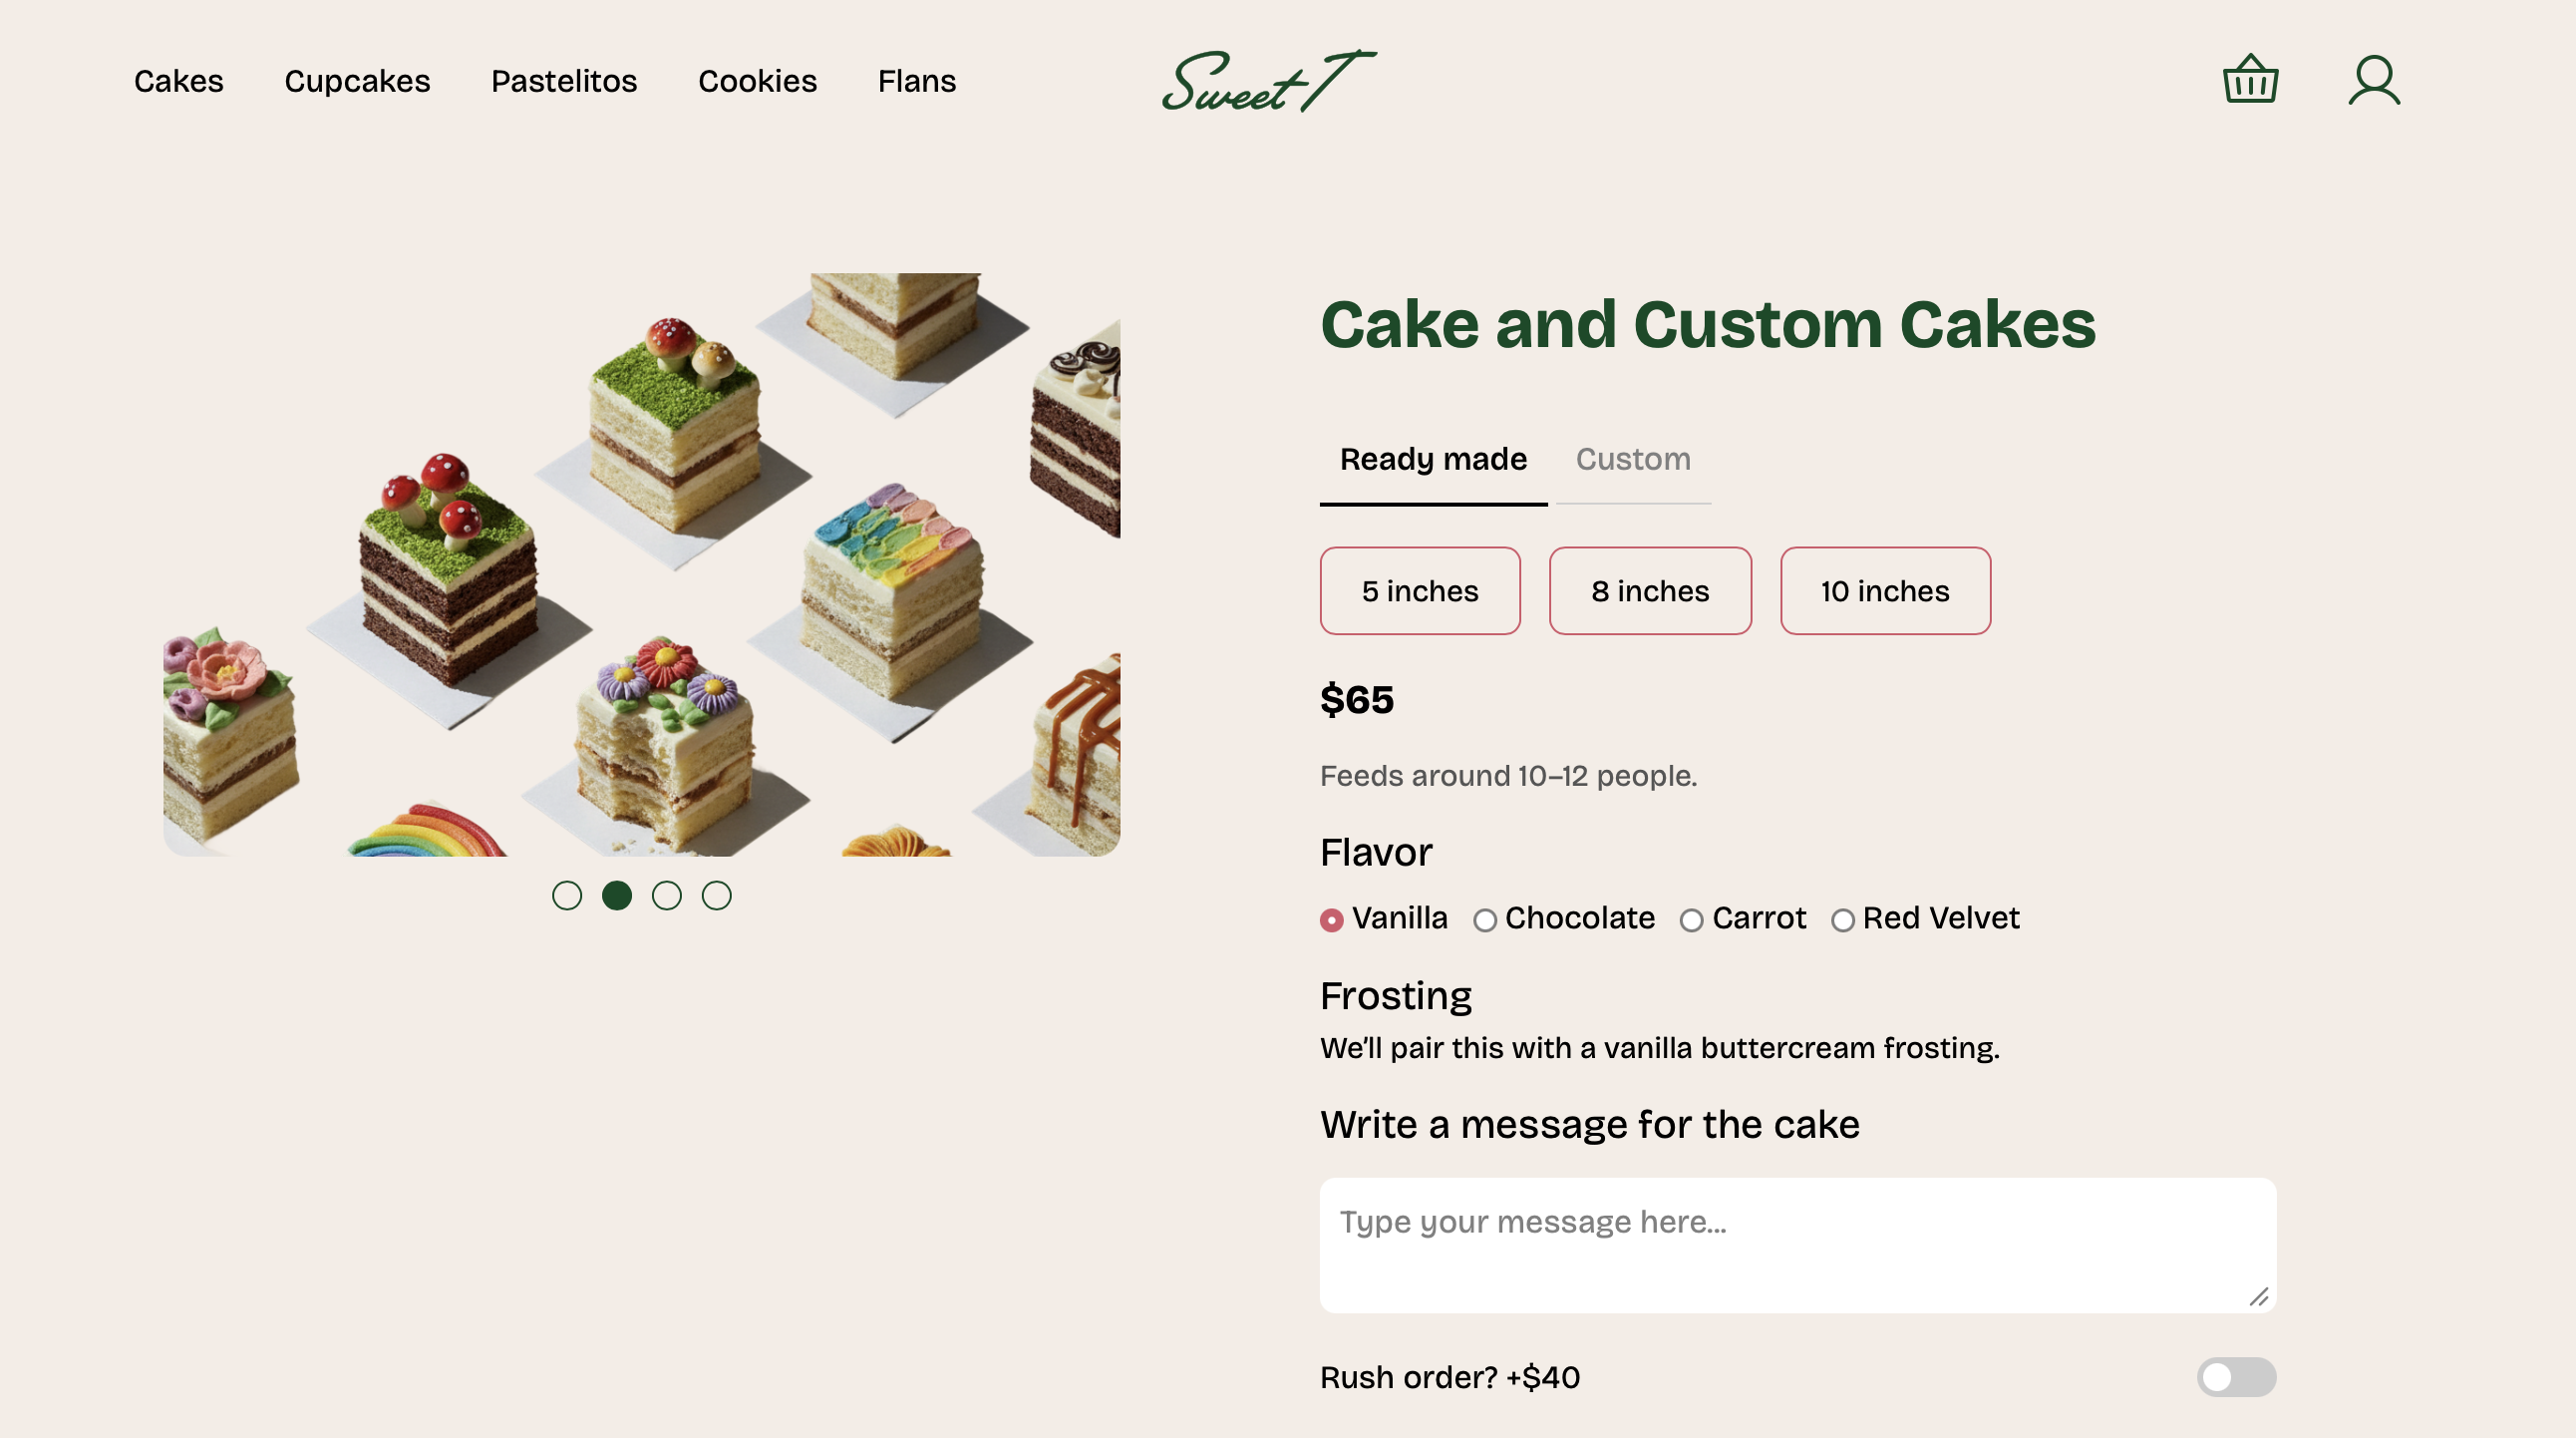 Cakes Cupcakes Pastelitos Cookies Flans
Sweet T
Cake and Custom Cakes
Ready made Custom
5 inches 8 inches 10 inches
$65
Feeds around 10–12 people.
Flavor
Vanilla Chocolate Carrot Red Velvet
Frosting
We’ll pair this with a vanilla buttercream frosting.
Write a message for the cake
Type your message here...
Rush order? +$40